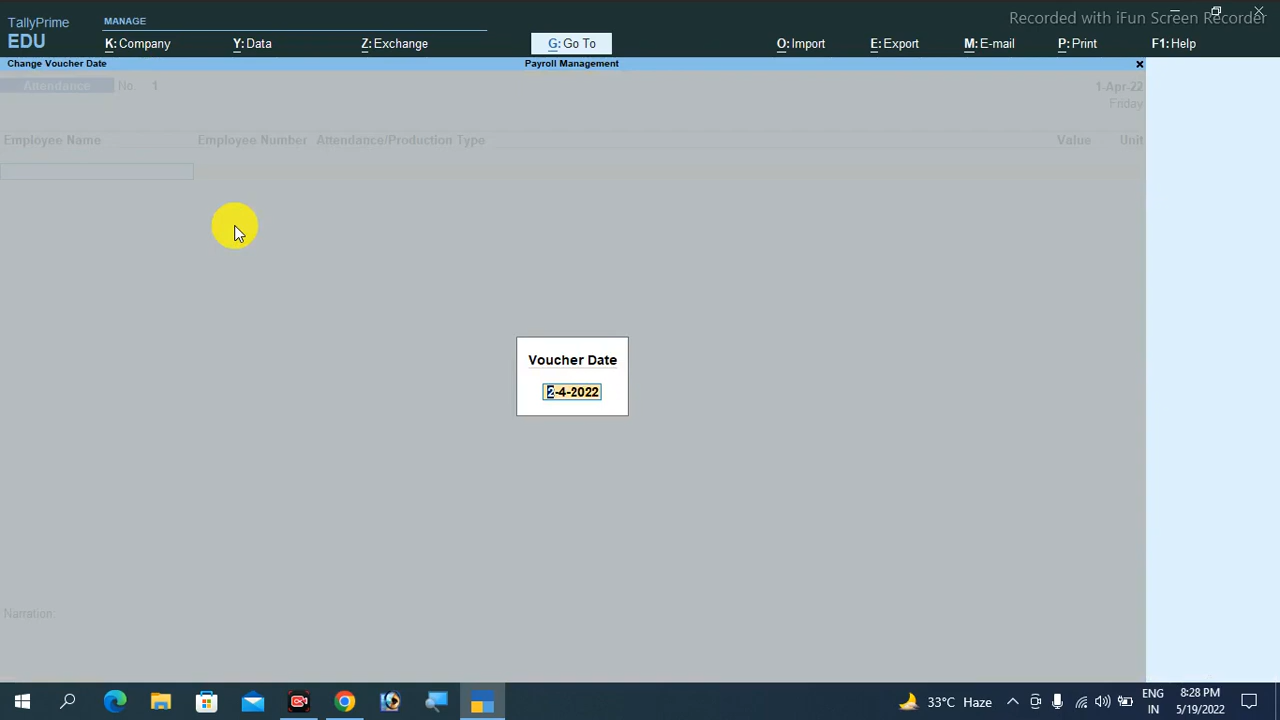 TallyPrime
EDU
MANAGE
K: Company
Y: Data
Z: Exchange
G: Go To
O: Import
E: Export
M: E-mail
P: Print
F1: Help
Recorded with iFun Screen Recorder
Change Voucher Date
Payroll Management
Attendance
No.
1
1-Apr-22
Friday
Employee Name
Employee Number
Attendance/Production Type
Value
Unit
Voucher Date
2-4-2022
Narration:
33°C Haze
ENG
IN
8:28 PM
5/19/2022